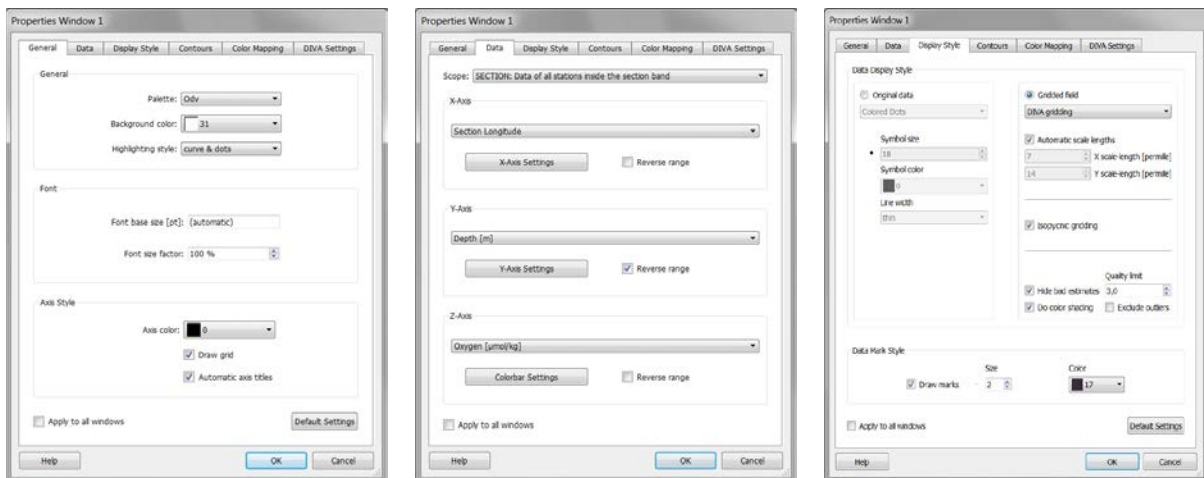 Properties Window 1
General Data Display Style Contours Color Mapping DIVA Settings
General
Palette: Odv
Background color: 31
Highlighting style: curve & dots
Font
Font base size [pt]: (automatic)
Font size factor: 100 %
Axis Style
Axis color: 0
Draw grid
Automatic axis titles
Apply to all windows Default Settings
Help OK Cancel
Properties Window 1
General Data Display Style Contours Color Mapping DIVA Settings
Scope: SECTION: Data of all stations inside the section band
X-Axis
Section Longitude
X-Axis Settings Reverse range
Y-Axis
Depth [m]
Y-Axis Settings Reverse range
Z-Axis
Oxygen [µmol/kg]
Colorbar Settings Reverse range
Apply to all windows
Help OK Cancel
Properties Window 1
General Data Display Style Contours Color Mapping DIVA Settings
Data Display Style
Original data Gridded field
Colored Dots DIVA gridding
Symbol size Automatic scale lengths
18 7 X scale-length [permile]
Symbol color 14 Y scale-length [permile]
0
Line width
thin Isopycnic gridding
Quality limit
Hide bad estimates 3,0
Do color shading Exclude outliers
Data Mark Style
Size Color
Draw marks 2 17
Apply to all windows Default Settings
Help OK Cancel